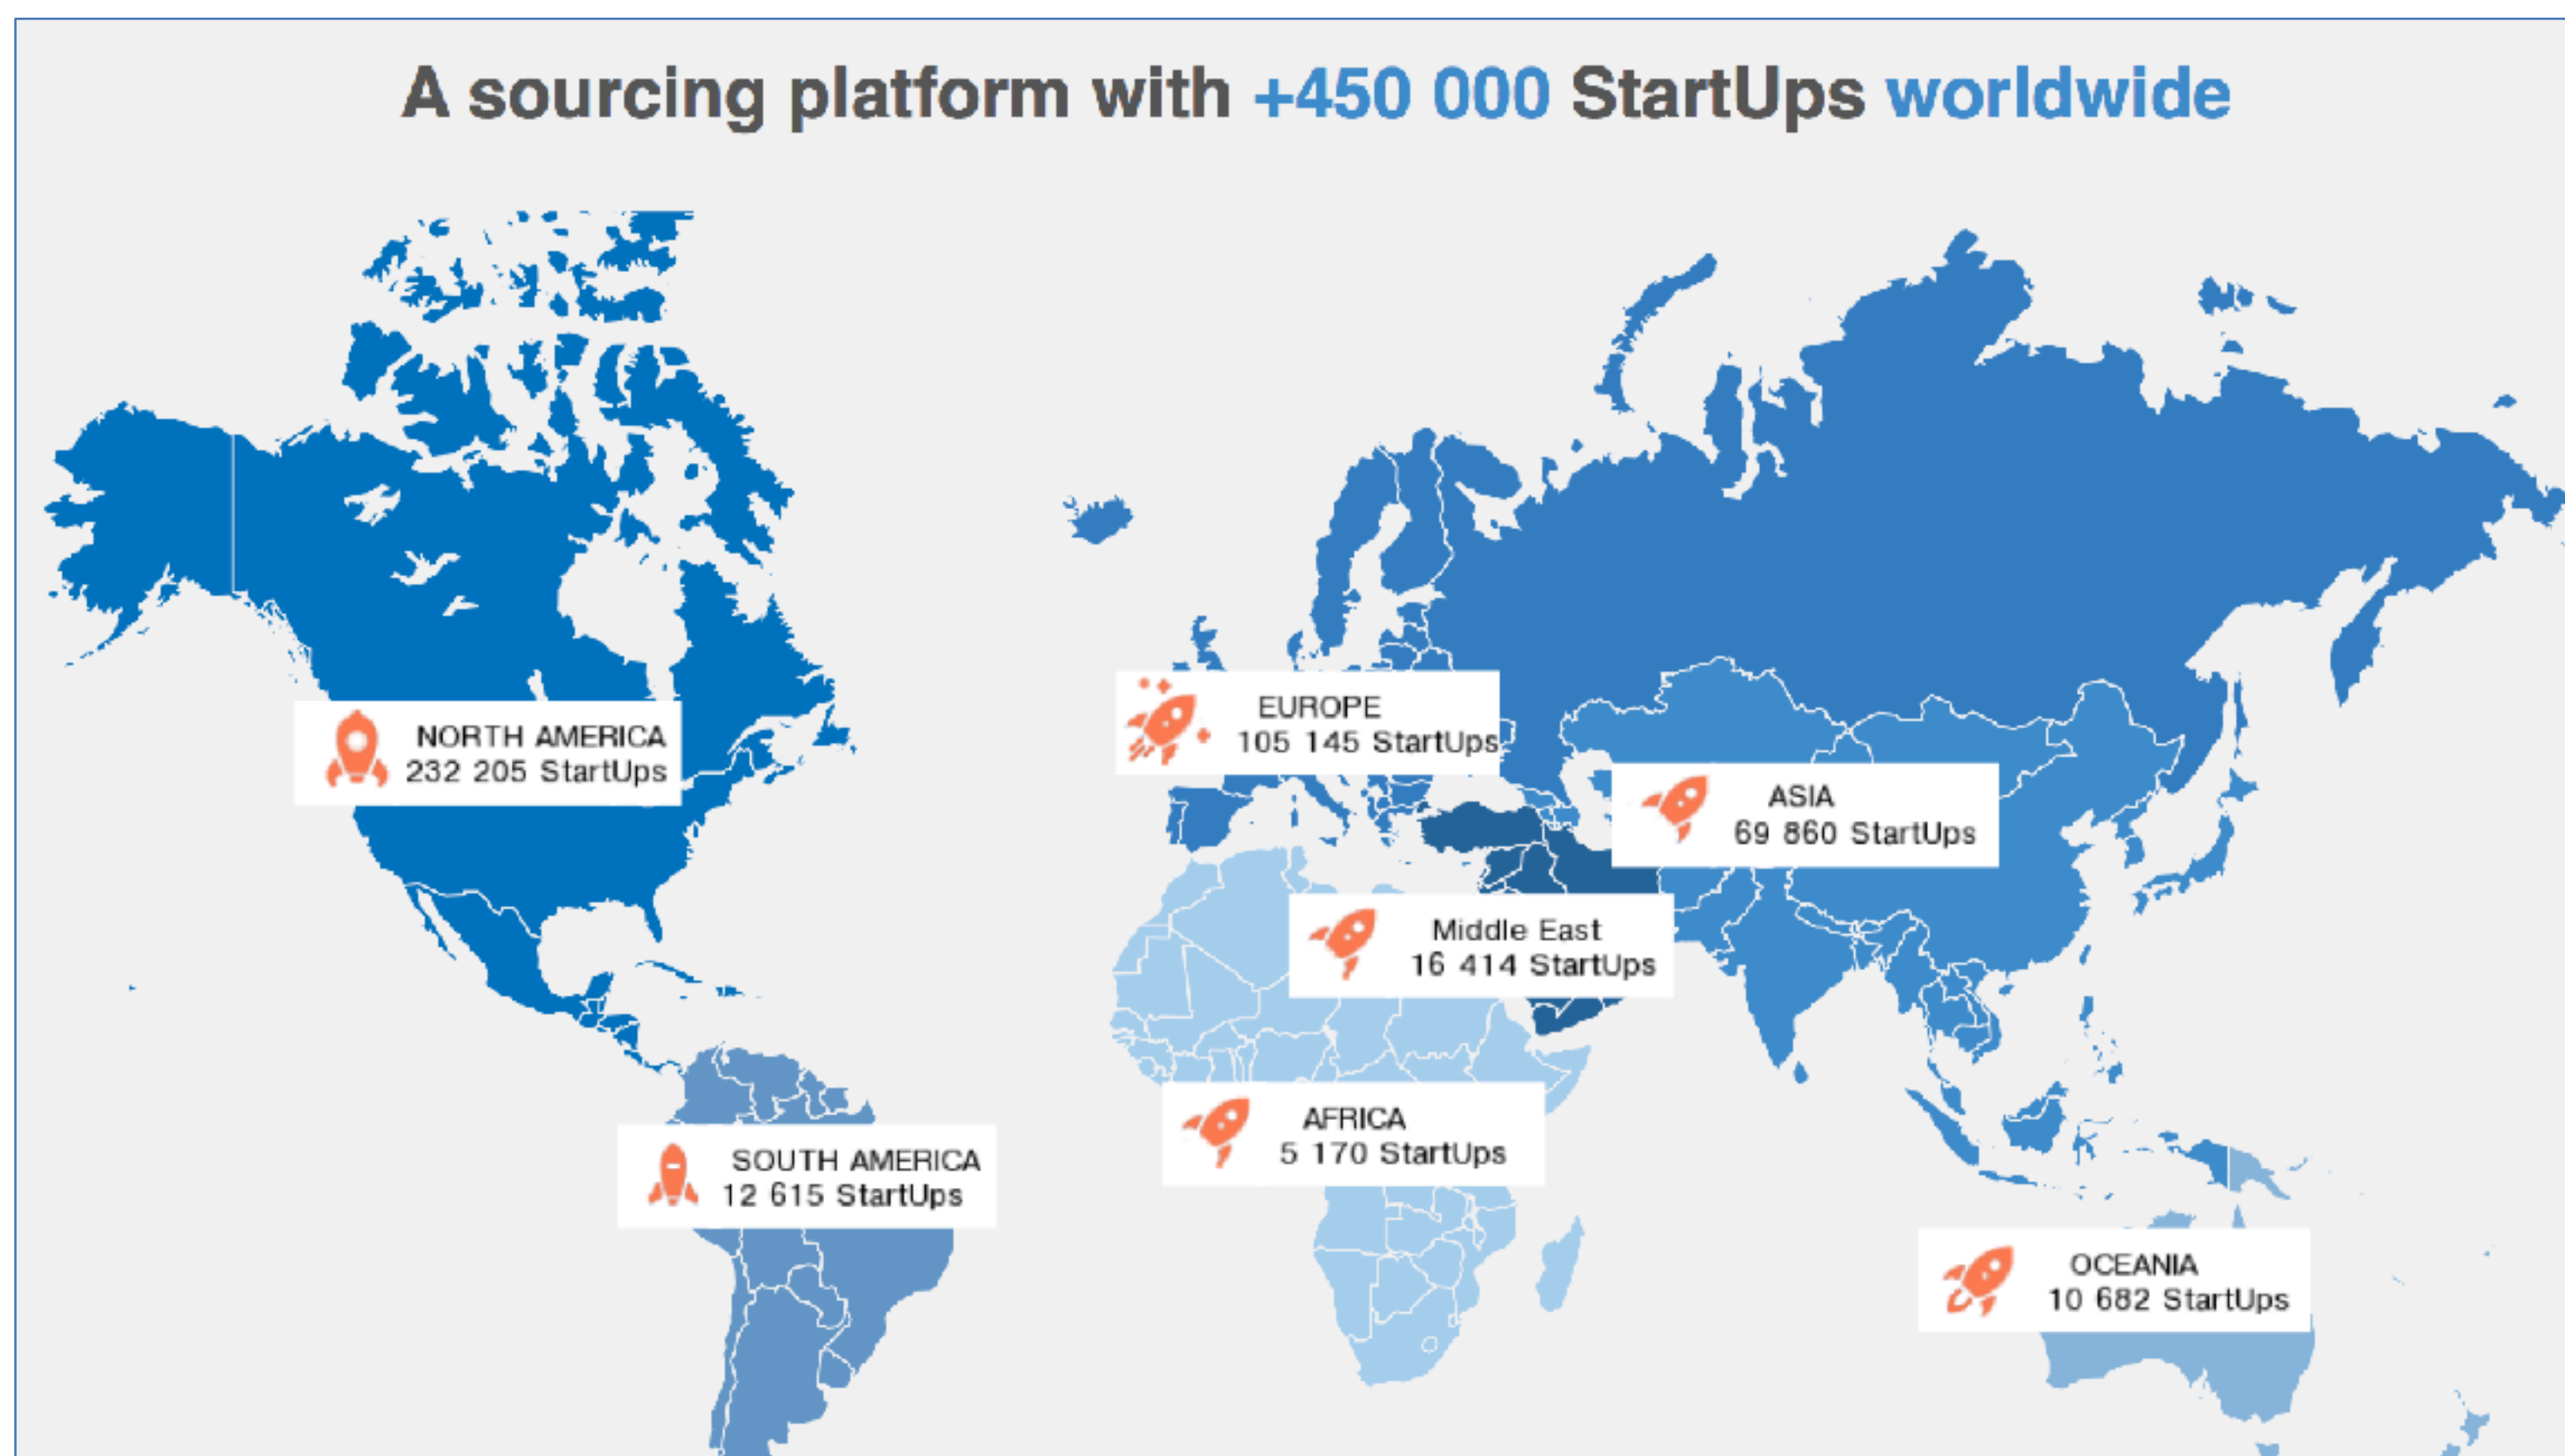 A sourcing platform with +450 000 StartUps worldwide
NORTH AMERICA
232 205 StartUps
EUROPE
105 145 StartUps
ASIA
69 860 StartUps
Middle East
16 414 StartUps
AFRICA
5 170 StartUps
SOUTH AMERICA
12 615 StartUps
OCEANIA
10 682 StartUps